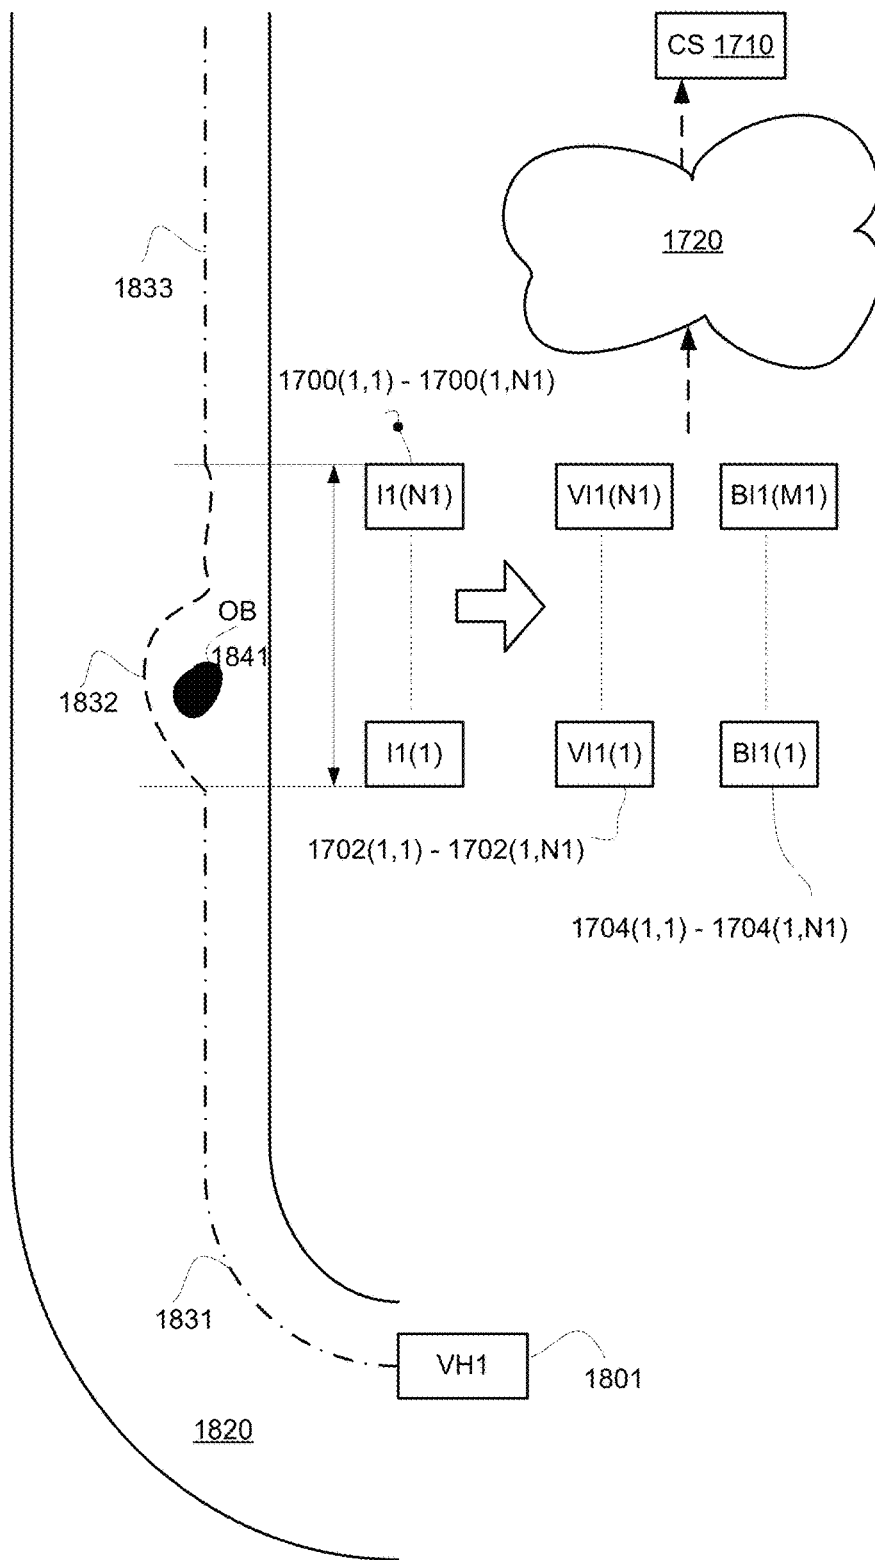 CS 1710
1720
1833
1700(1,1) - 1700(1,N1)
I1(N1)
VI1(N1)
BI1(M1)
OB
1841
1832
I1(1)
VI1(1)
BI1(1)
1702(1,1) - 1702(1,N1)
1704(1,1) - 1704(1,N1)
1831
VH1
1801
1820